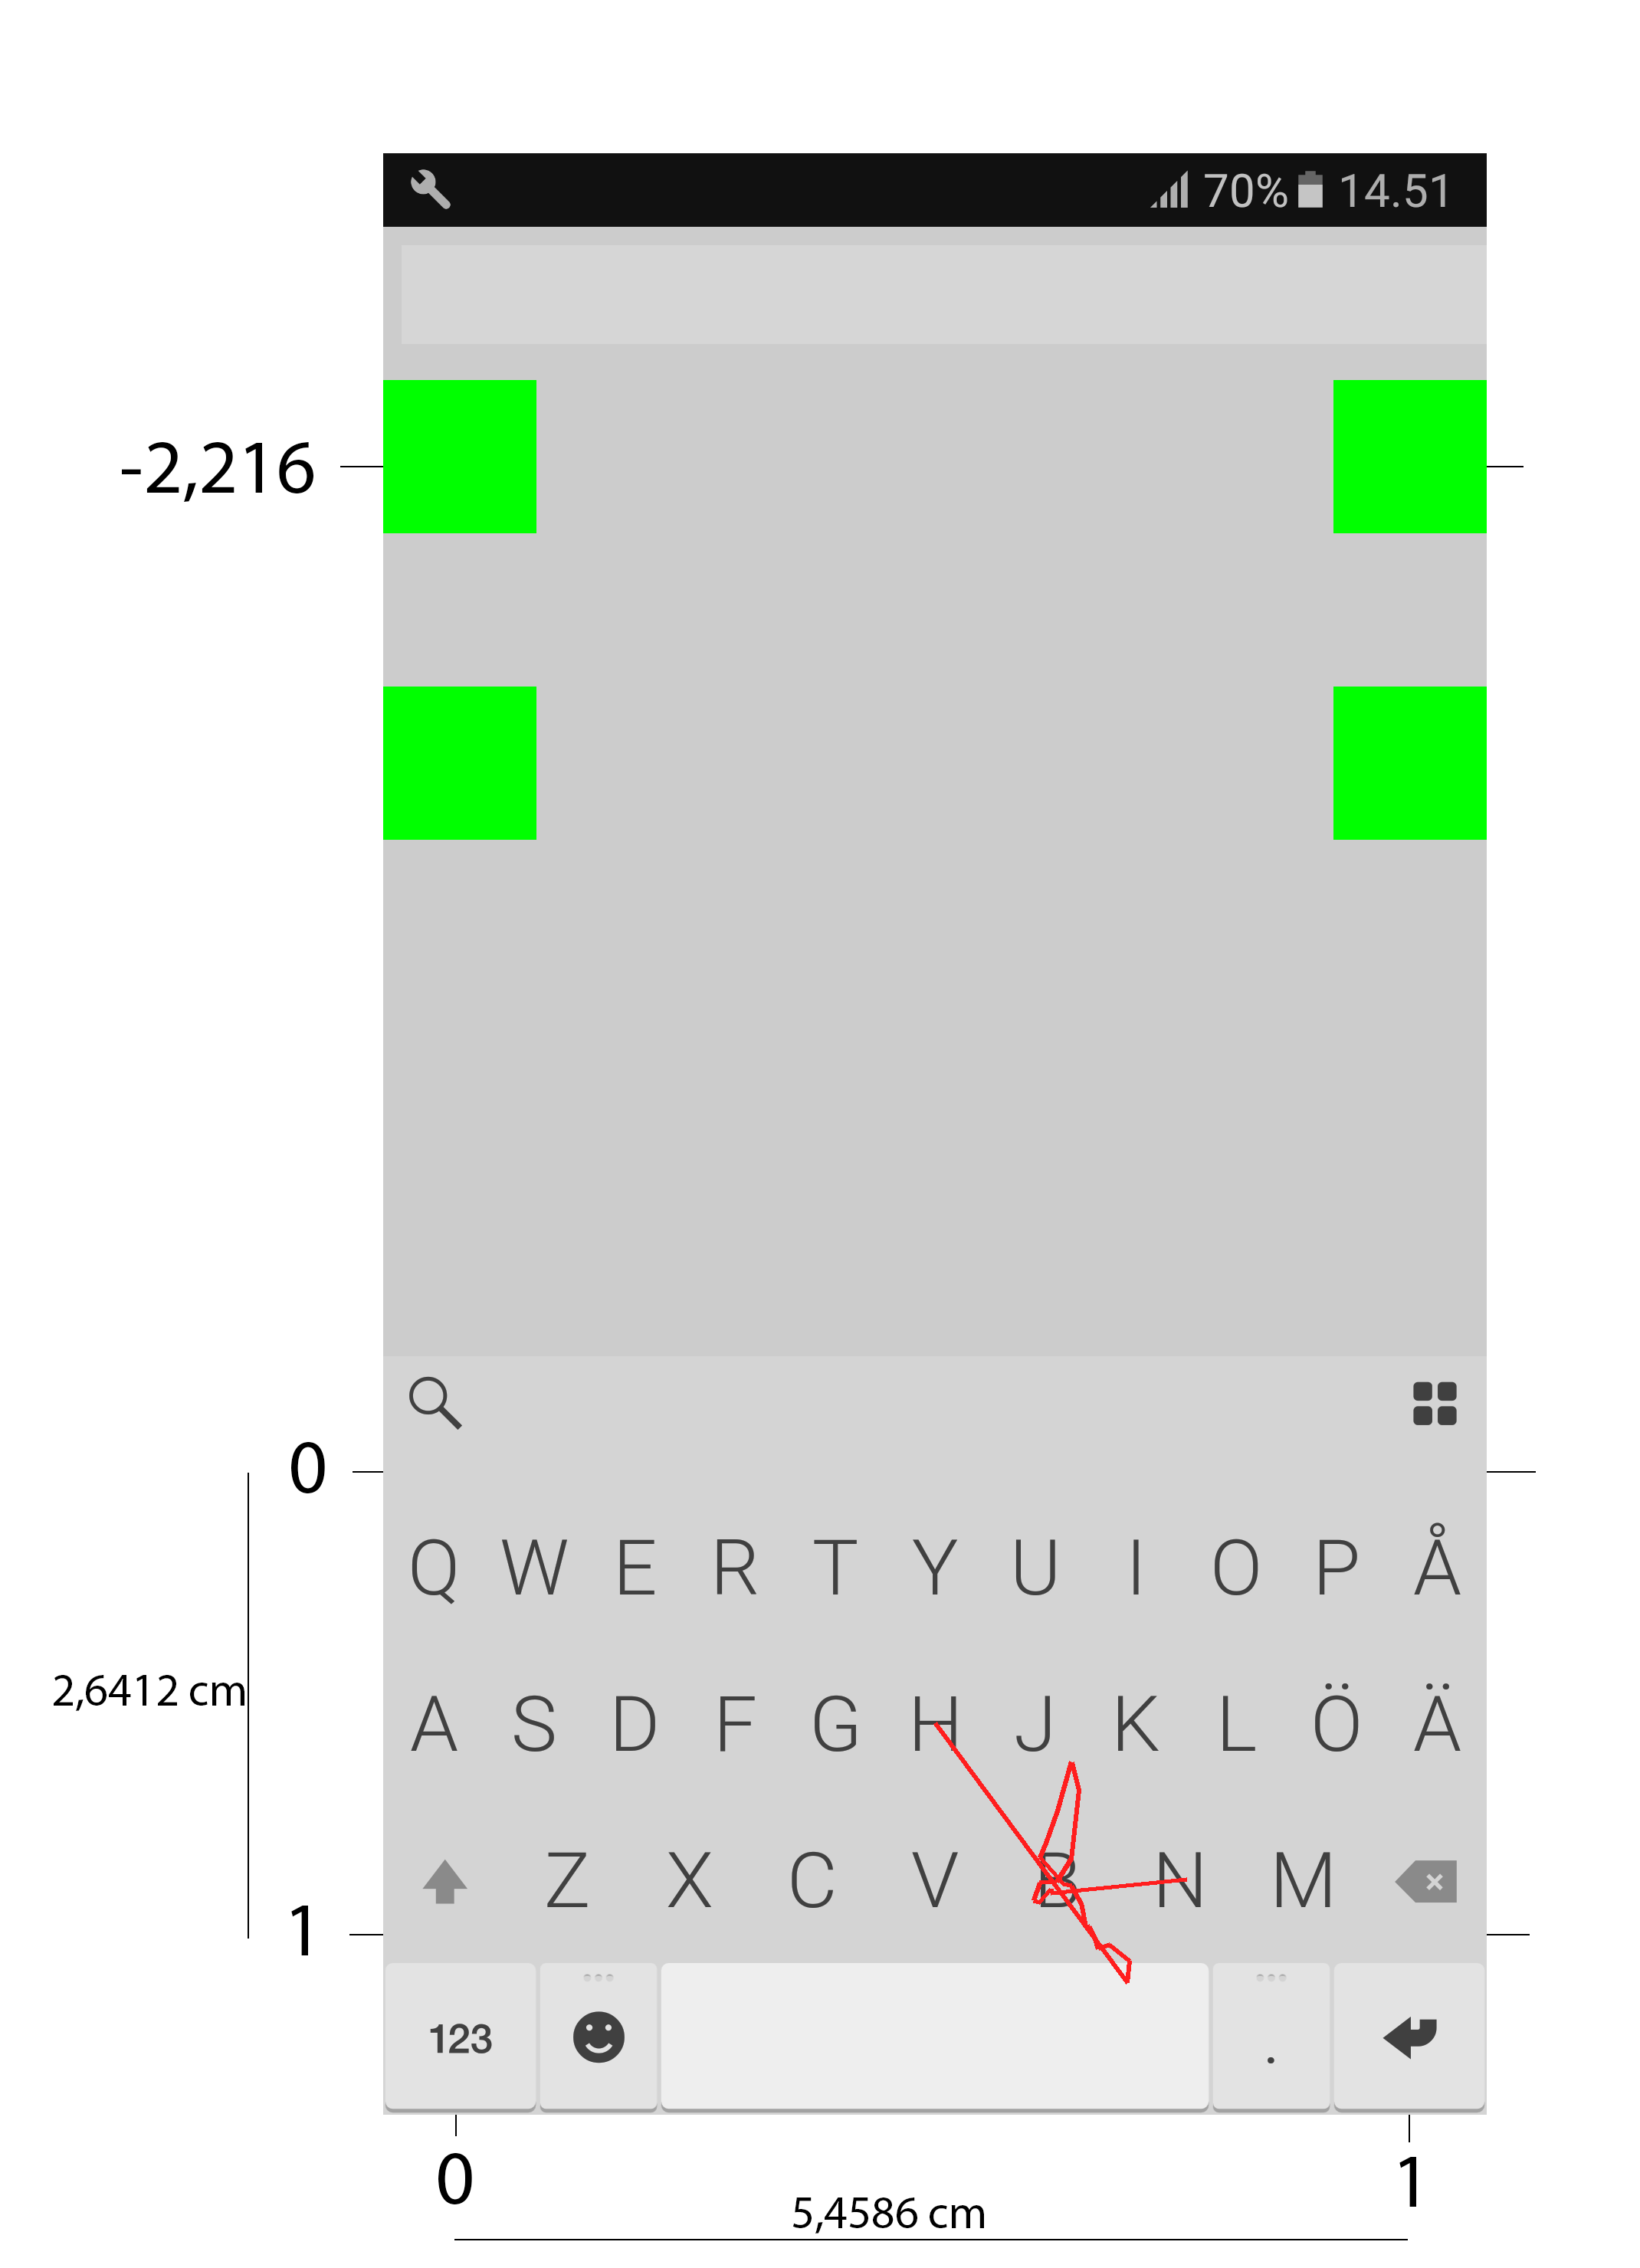 70% 14.51
-2,216
0
Q W E R T Y U I O P Å
2,6412 cm
A S D F G H J K L Ö Ä
Z X C V B N M
1
123 .
0 1
5,4586 cm